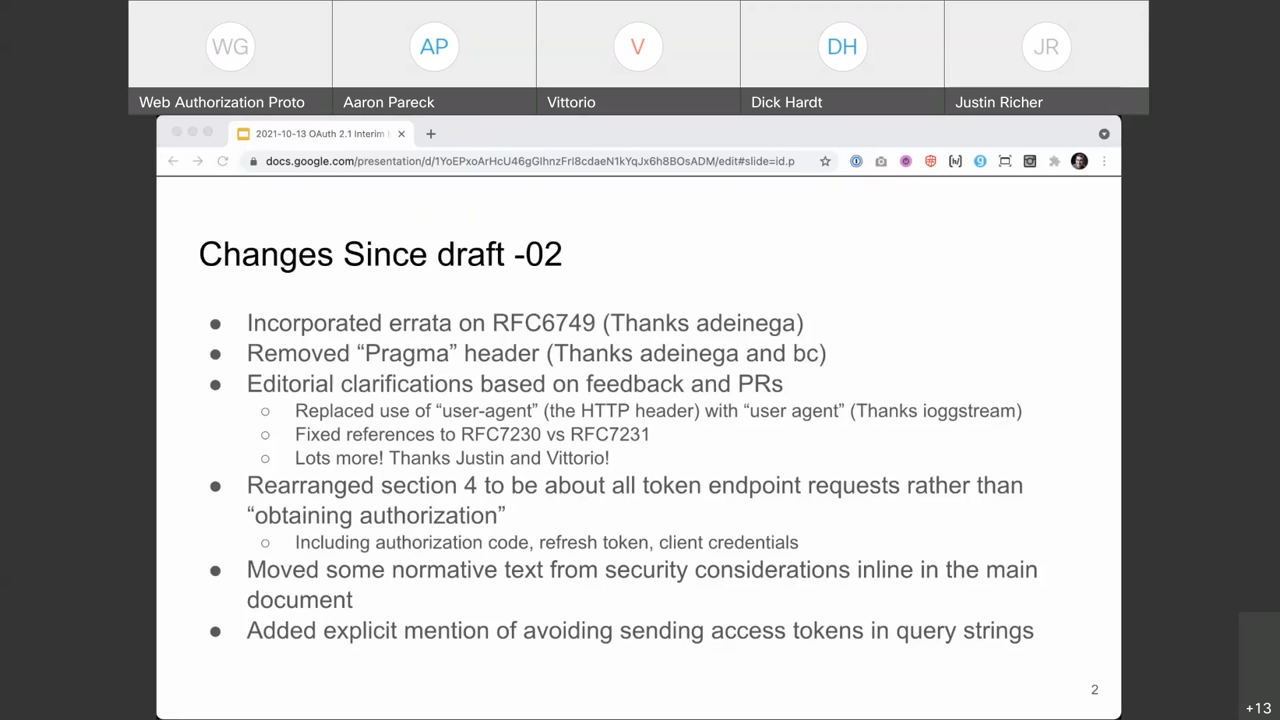 WG
AP
V
DH
JR
Web Authorization Proto
Aaron Pareck
Vittorio
Dick Hardt
Justin Richer
2021-10-13 OAuth 2.1 Interim
docs.google.com/presentation/d/1YoEPxoArHcU46gGIhnzFrI8cdaeN1kYqJx6h8BOsADM/edit#slide=id.p
Changes Since draft -02
● Incorporated errata on RFC6749 (Thanks adeinega)
● Removed “Pragma” header (Thanks adeinega and bc)
● Editorial clarifications based on feedback and PRs
○ Replaced use of “user-agent” (the HTTP header) with “user agent” (Thanks ioggstream)
○ Fixed references to RFC7230 vs RFC7231
○ Lots more! Thanks Justin and Vittorio!
● Rearranged section 4 to be about all token endpoint requests rather than
“obtaining authorization”
○ Including authorization code, refresh token, client credentials
● Moved some normative text from security considerations inline in the main
document
● Added explicit mention of avoiding sending access tokens in query strings
2
+13